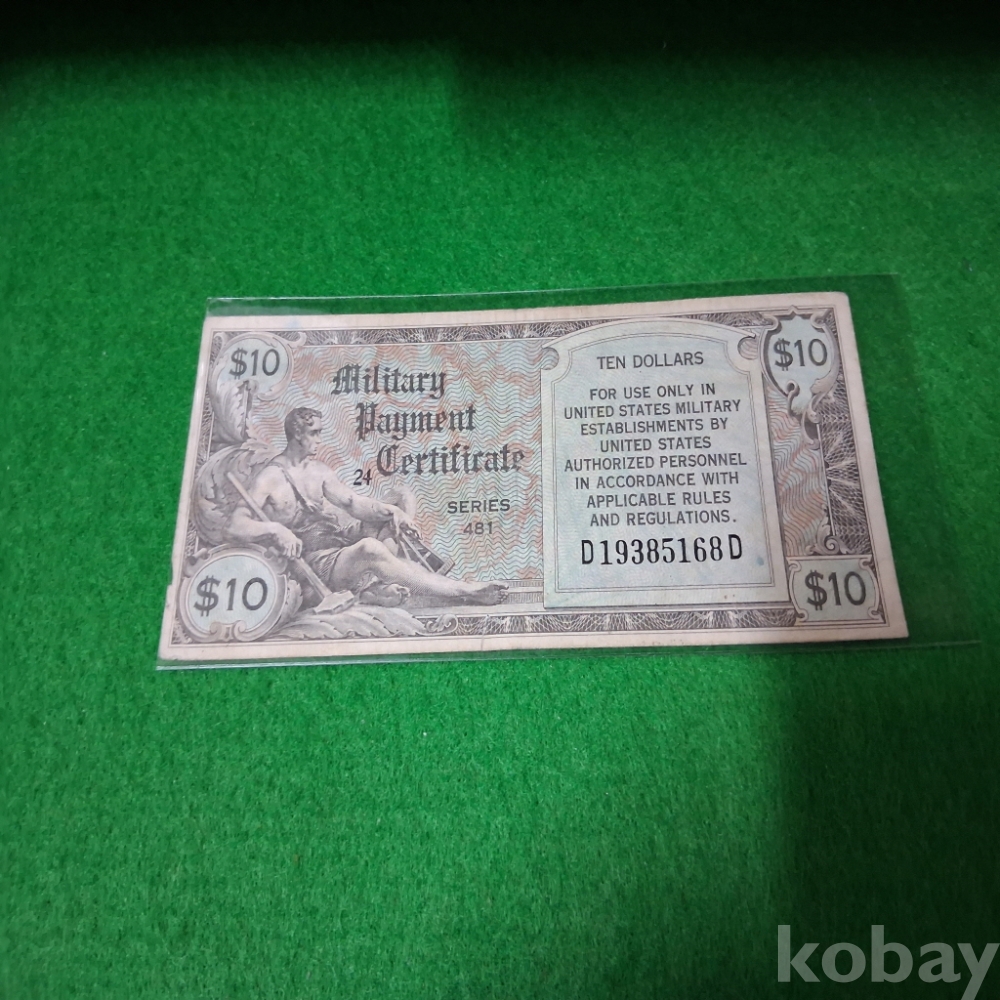 $10
Military
Payment
24 Certificate
SERIES
481
$10
TEN DOLLARS
FOR USE ONLY IN
UNITED STATES MILITARY
ESTABLISHMENTS BY
UNITED STATES
AUTHORIZED PERSONNEL
IN ACCORDANCE WITH
APPLICABLE RULES
AND REGULATIONS.
D19385168D
$10
$10
kobay